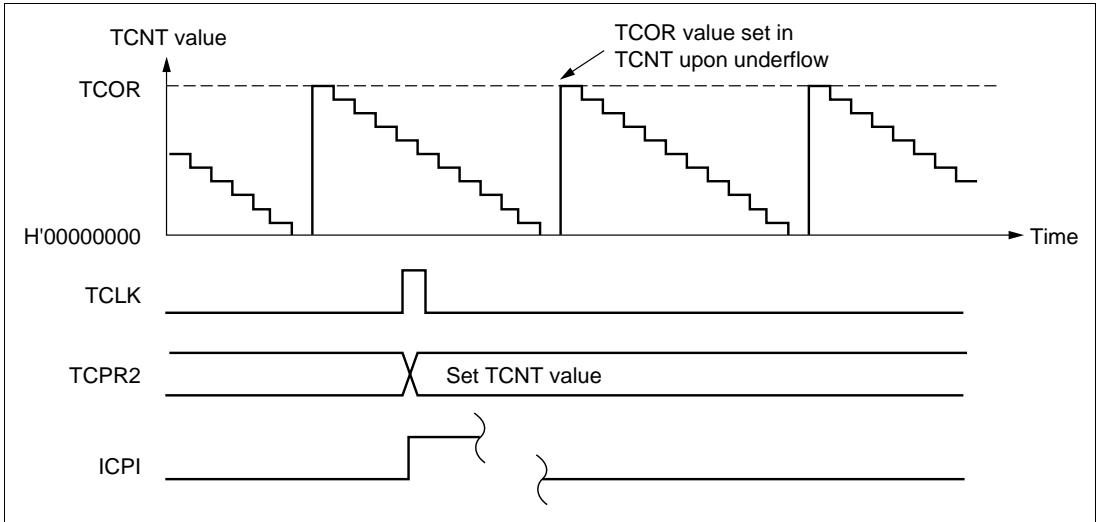 TCNT value
TCOR value set in
TCNT upon underflow
TCOR
H'00000000
Time
TCLK
TCPR2
Set TCNT value
ICPI